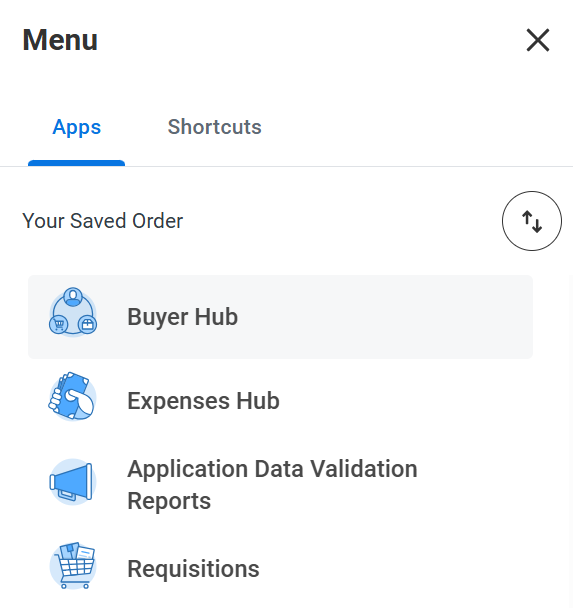 Menu
Apps
Shortcuts
Your Saved Order
Buyer Hub
Expenses Hub
Application Data Validation
Reports
Requisitions